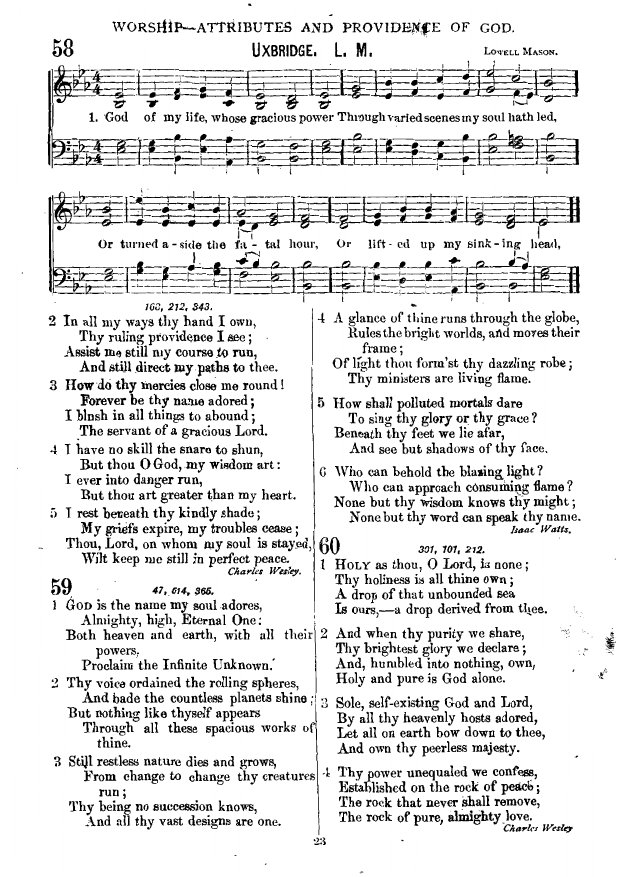 WORSHIP—ATTRIBUTES AND PROVIDENCE OF GOD.
58 UXBRIDGE. L. M. LOWELL MASON.
1. God of my life, whose gracious power Through varied scenes my soul hath led,
Or turned a-side the fa-tal hour, Or lift-ed up my sink-ing head,
163, 212, 343.
2 In all my ways thy hand I own,
Thy ruling providence I see;
Assist me still my course to run,
And still direct my paths to thee.
3 How do thy mercies close me round!
Forever be thy name adored;
I blush in all things to abound;
The servant of a gracious Lord.
4 I have no skill the snare to shun,
But thou O God, my wisdom art:
I ever into danger run,
But thou art greater than my heart.
5 I rest beneath thy kindly shade;
My griefs expire, my troubles cease;
Thou, Lord, on whom my soul is stayed,
Wilt keep me still in perfect peace.
Charles Wesley.
59 47, 614, 365.
1 GOD is the name my soul adores,
Almighty, high, Eternal One:
Both heaven and earth, with all their
powers,
Proclaim the Infinite Unknown.
2 Thy voice ordained the rolling spheres,
And bade the countless planets shine;
But nothing like thyself appears
Through all these spacious works of
thine.
3 Still restless nature dies and grows,
From change to change thy creatures
run;
Thy being no succession knows,
And all thy vast designs are one.
4 A glance of thine runs through the globe,
Rules the bright worlds, and moves their
frame;
Of light thou form'st thy dazzling robe;
Thy ministers are living flame.
5 How shall polluted mortals dare
To sing thy glory or thy grace?
Beneath thy feet we lie afar,
And see but shadows of thy face.
6 Who can behold the blazing light?
Who can approach consuming flame?
None but thy wisdom knows thy might;
None but thy word can speak thy name.
Isaac Watts.
60 391, 101, 212.
1 HOLY as thou, O Lord, is none;
Thy holiness is all thine own;
A drop of that unbounded sea
Is ours,—a drop derived from thee.
2 And when thy purity we share,
Thy brightest glory we declare;
And, humbled into nothing, own,
Holy and pure is God alone.
3 Sole, self-existing God and Lord,
By all thy heavenly hosts adored,
Let all on earth bow down to thee,
And own thy peerless majesty.
4 Thy power unequaled we confess,
Established on the rock of peace;
The rock that never shall remove,
The rock of pure, almighty love.
Charles Wesley
23